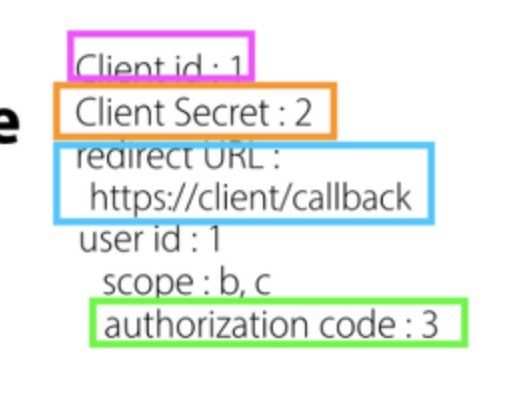 Client id : 1
e
Client Secret : 2
redirect URL :
https://client/callback
user id : 1
scope : b, c
authorization code : 3